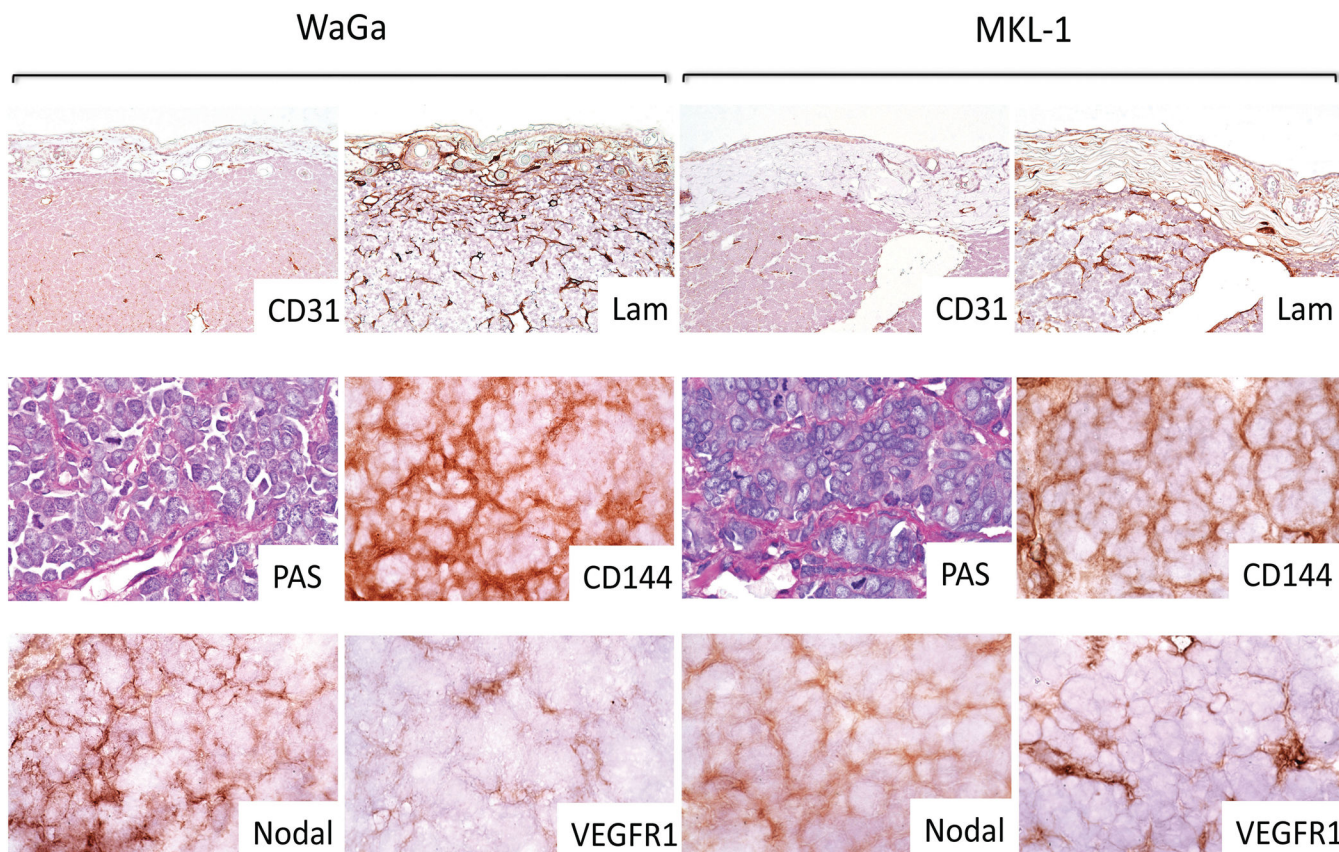 WaGa
MKL-1
CD31
Lam
CD31
Lam
PAS
CD144
PAS
CD144
Nodal
VEGFR1
Nodal
VEGFR1